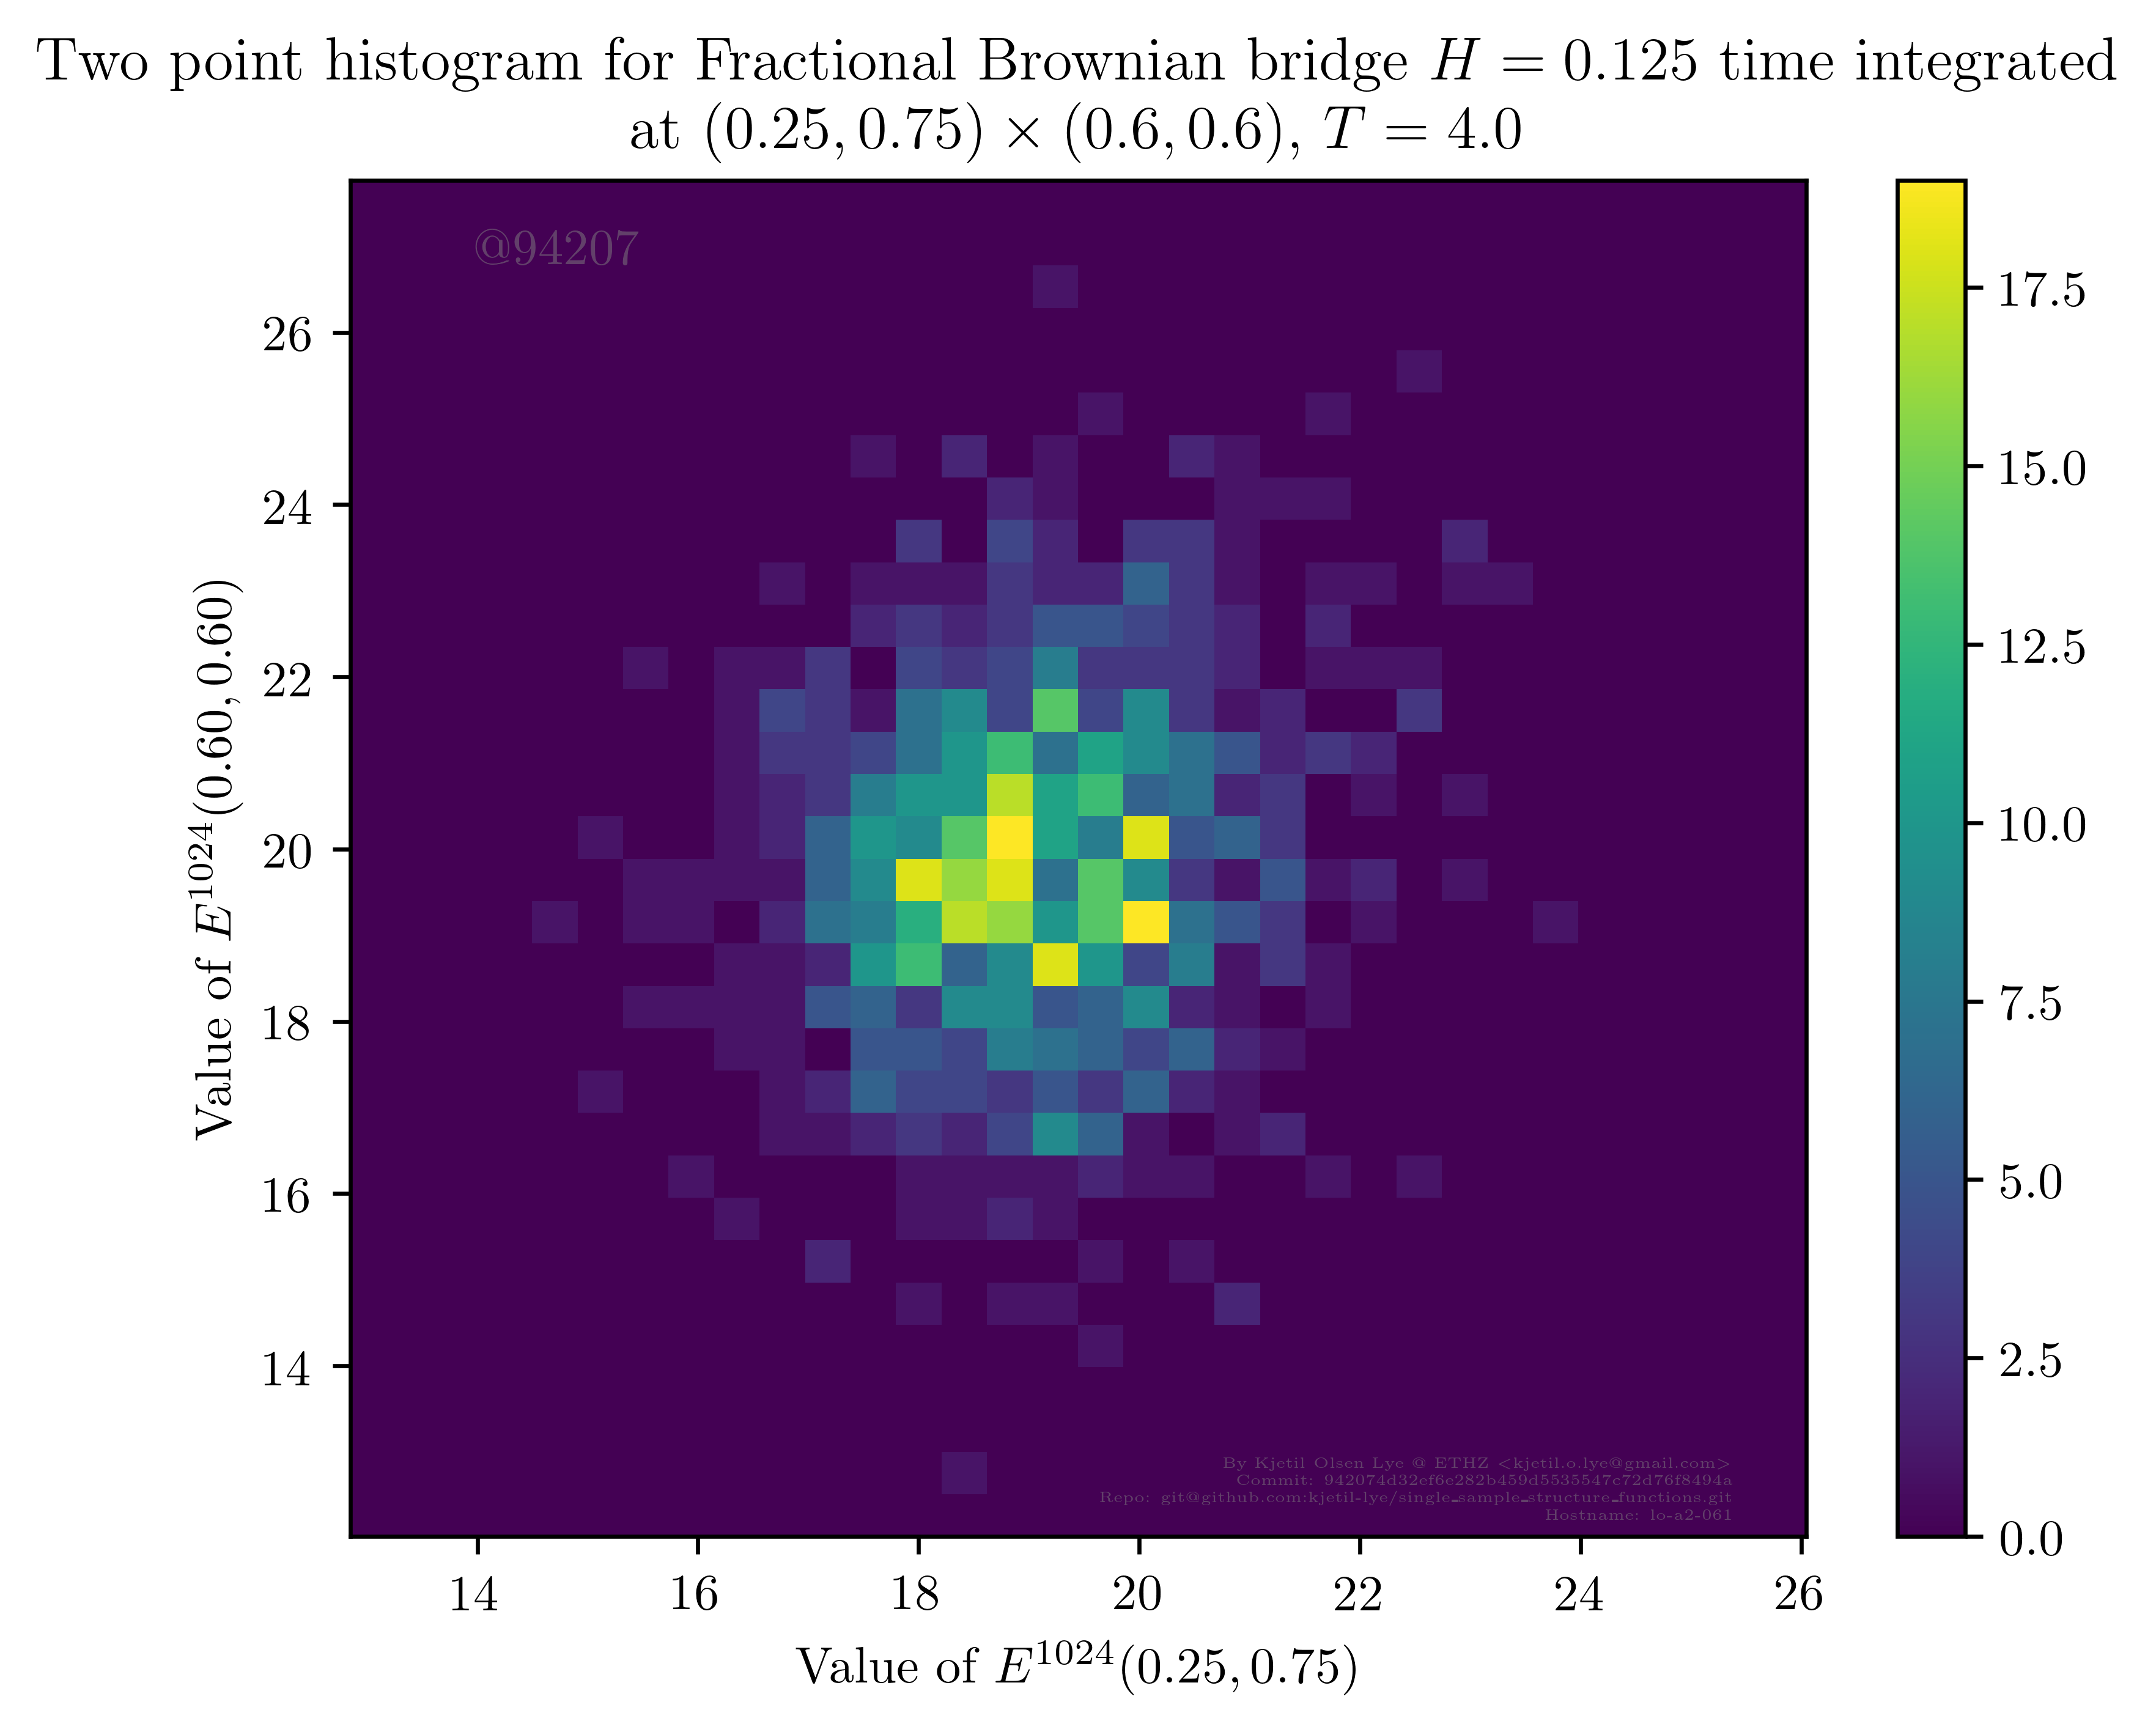 Two point histogram for Fractional Brownian bridge H = 0.125 time integrated
at (0.25, 0.75) × (0.6, 0.6), T = 4.0
@94207
26
24
22
20
18
16
14
Value of E^1024(0.60, 0.60)
14
16
18
20
22
24
26
Value of E^1024(0.25, 0.75)
17.5
15.0
12.5
10.0
7.5
5.0
2.5
0.0
By Kjetil Olsen Lye @ ETHZ <kjetil.o.lye@gmail.com>
Commit: 942074d32ef6e282b459d5535547c72d76f8494a
Repo: git@github.com:kjetil-lye/single_sample_structure_functions.git
Hostname: lo-a2-061